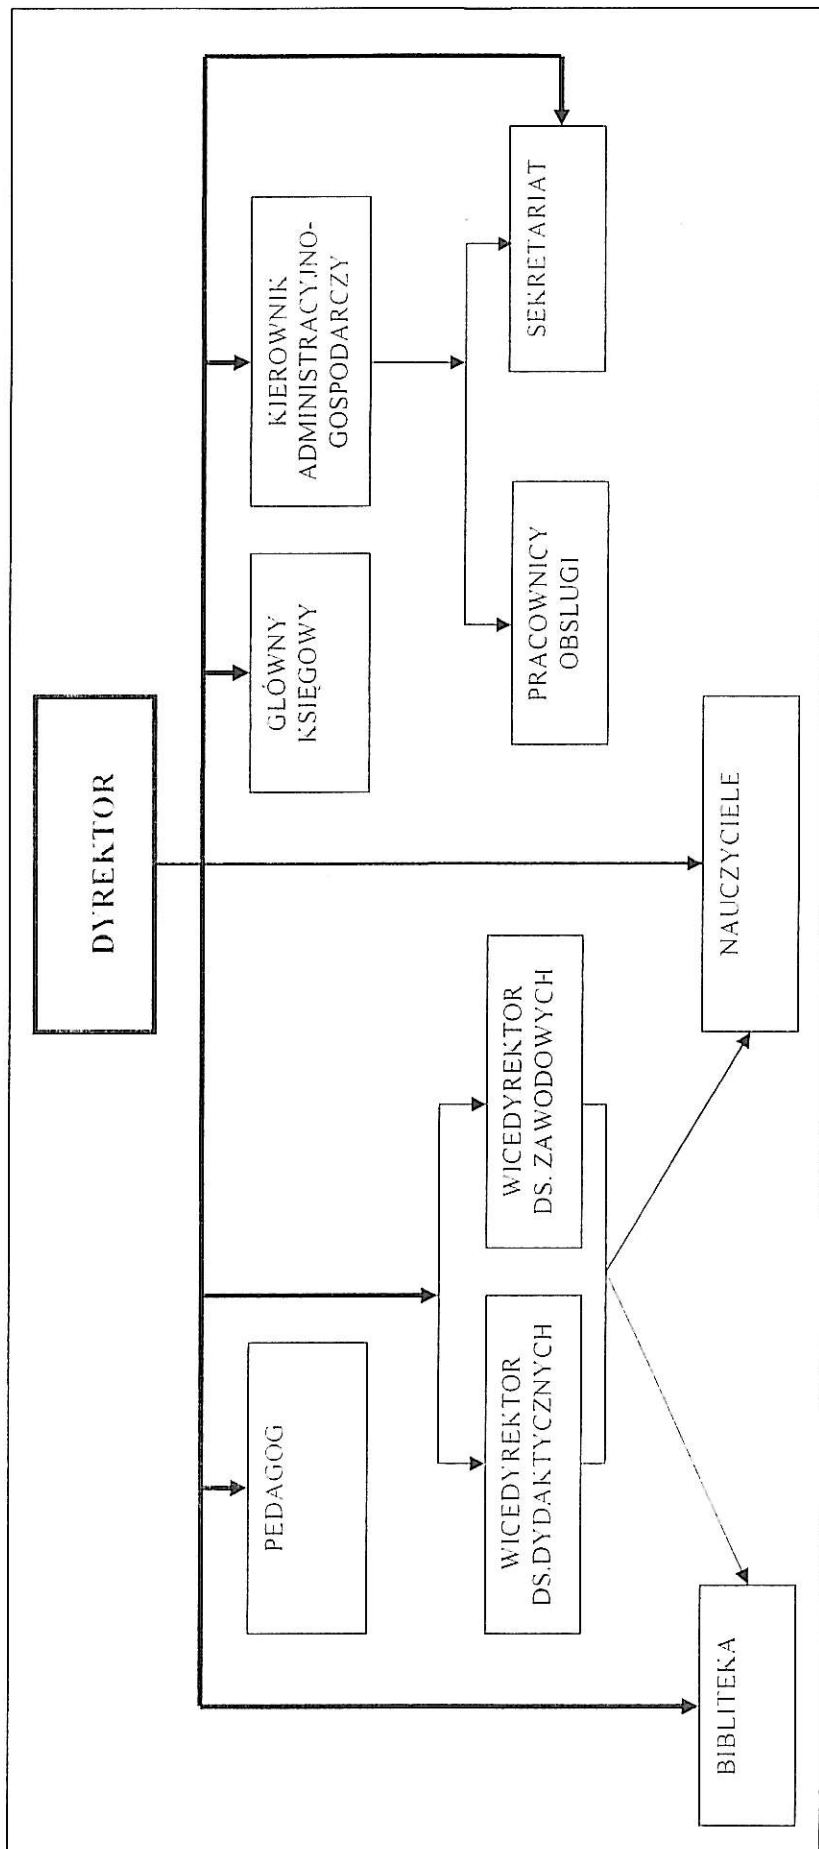 DYREKTOR
PEDAGOG
GŁÓWNY
KSIĘGOWY
KIEROWNIK
ADMINISTRACYJNO-
GOSPODARCZY
WICEDYREKTOR
DS.DYDAKTYCZNYCH
WICEDYREKTOR
DS. ZAWODOWYCH
PRACOWNICY
OBSŁUGI
SEKRETARIAT
BIBLITEKA
NAUCZYCIELE